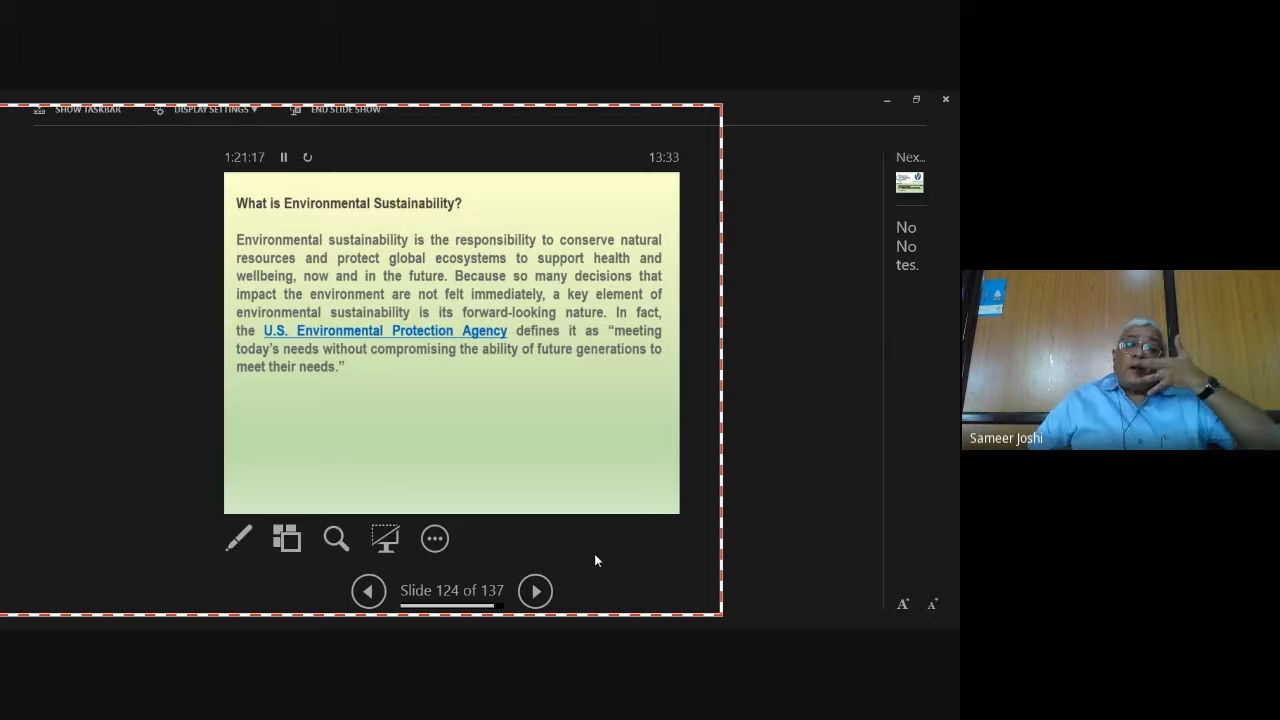 SHOW TASKBAR
DISPLAY SETTINGS
END SLIDE SHOW
1:21:17
13:33
Nex...
What is Environmental Sustainability?
Environmental sustainability is the responsibility to conserve natural
resources and protect global ecosystems to support health and
wellbeing, now and in the future. Because so many decisions that
impact the environment are not felt immediately, a key element of
environmental sustainability is its forward-looking nature. In fact,
the U.S. Environmental Protection Agency defines it as “meeting
today’s needs without compromising the ability of future generations to
meet their needs.”
No
No
tes.
Sameer Joshi
Slide 124 of 137
A
A